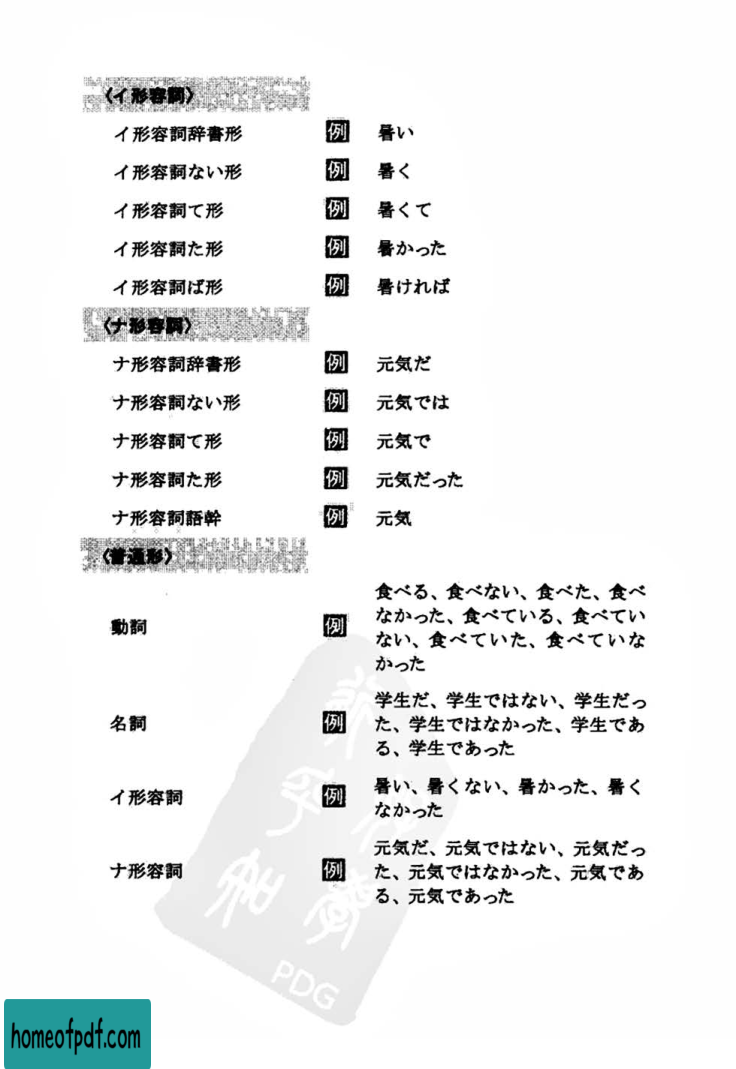 〈イ形容詞〉
イ形容詞辞書形 例 暑い
イ形容詞ない形 例 暑く
イ形容詞て形 例 暑くて
イ形容詞た形 例 暑かった
イ形容詞ば形 例 暑ければ
〈ナ形容詞〉
ナ形容詞辞書形 例 元気だ
ナ形容詞ない形 例 元気では
ナ形容詞て形 例 元気で
ナ形容詞た形 例 元気だった
ナ形容詞語幹 例 元気
〈普通形〉
動詞 例
食べる、食べない、食べた、食べ
なかった、食べている、食べてい
ない、食べていた、食べていな
かった
名詞 例
学生だ、学生ではない、学生だっ
た、学生ではなかった、学生であ
る、学生であった
イ形容詞 例
暑い、暑くない、暑かった、暑く
なかった
ナ形容詞 例
元気だ、元気ではない、元気だっ
た、元気ではなかった、元気であ
る、元気であった
PDG
homeofpdf.com